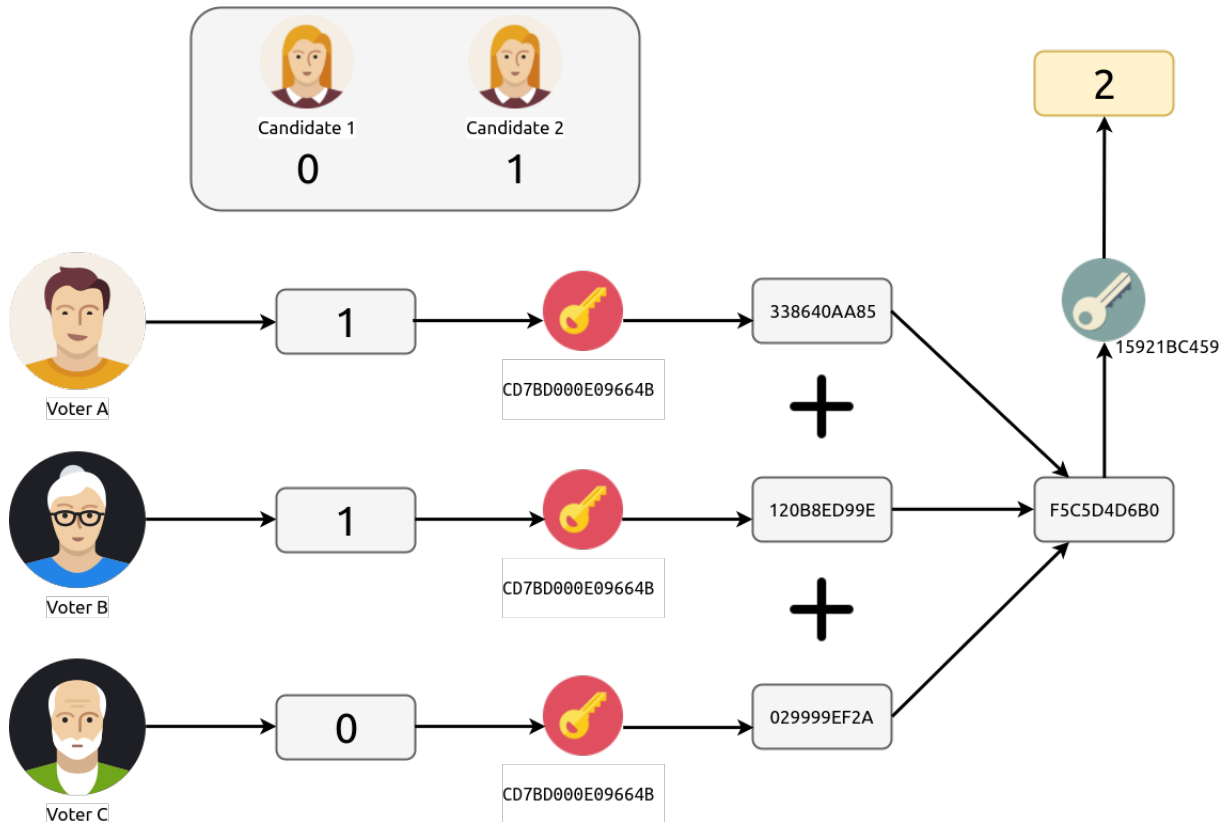 Candidate 1
Candidate 2
0
1
2
15921BC459
Voter A
1
CD7BD000E09664B
338640AA85
+
Voter B
1
CD7BD000E09664B
120B8ED99E
F5C5D4D6B0
+
Voter C
0
CD7BD000E09664B
029999EF2A